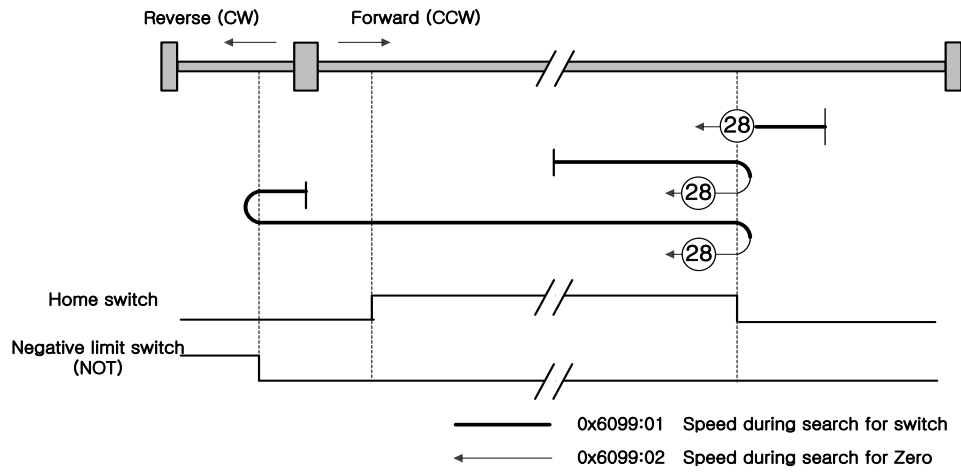 Reverse (CW) Forward (CCW)
28
28
28
Home switch
Negative limit switch
(NOT)
0x6099:01 Speed during search for switch
0x6099:02 Speed during search for Zero